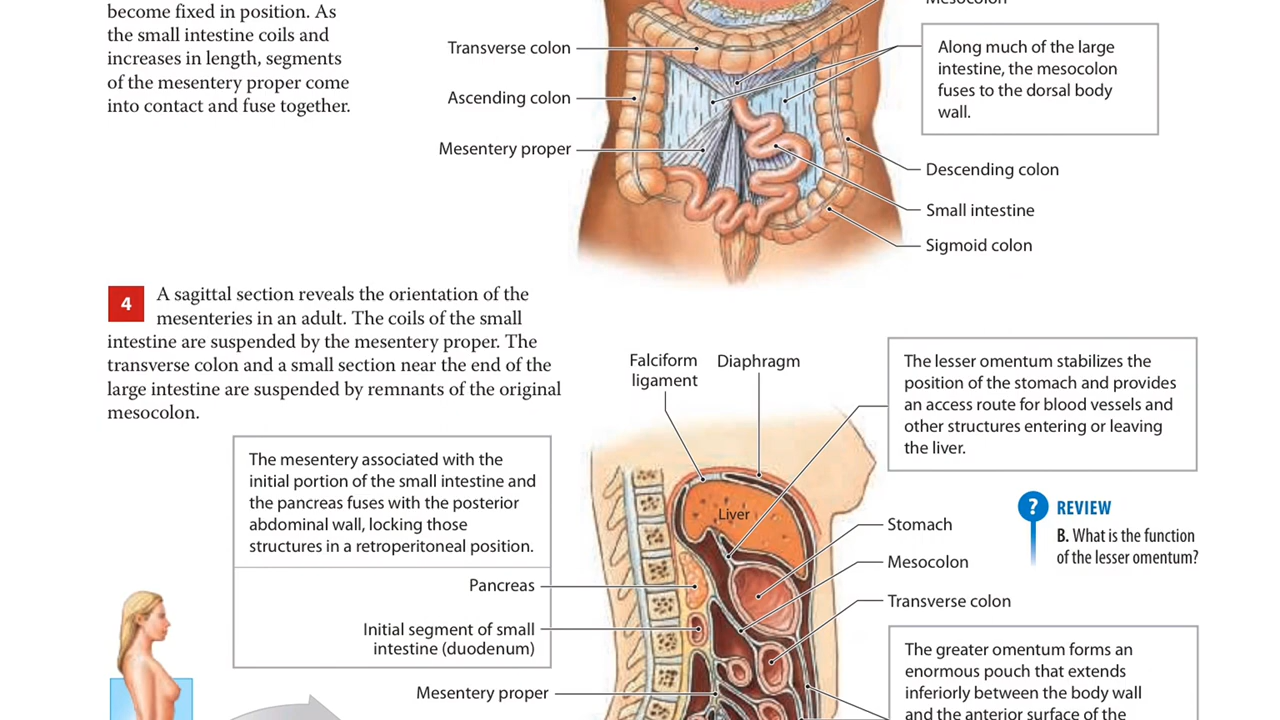 become fixed in position. As
the small intestine coils and
increases in length, segments
of the mesentery proper come
into contact and fuse together.
Mesocolon
Transverse colon
Ascending colon
Mesentery proper
Along much of the large
intestine, the mesocolon
fuses to the dorsal body
wall.
Descending colon
Small intestine
Sigmoid colon
4
A sagittal section reveals the orientation of the
mesenteries in an adult. The coils of the small
intestine are suspended by the mesentery proper. The
transverse colon and a small section near the end of the
large intestine are suspended by remnants of the original
mesocolon.
The mesentery associated with the
initial portion of the small intestine and
the pancreas fuses with the posterior
abdominal wall, locking those
structures in a retroperitoneal position.
Pancreas
Initial segment of small
intestine (duodenum)
Mesentery proper
Falciform
ligament
Diaphragm
Liver
The lesser omentum stabilizes the
position of the stomach and provides
an access route for blood vessels and
other structures entering or leaving
the liver.
Stomach
Mesocolon
Transverse colon
? REVIEW
B. What is the function
of the lesser omentum?
The greater omentum forms an
enormous pouch that extends
inferiorly between the body wall
and the anterior surface of the